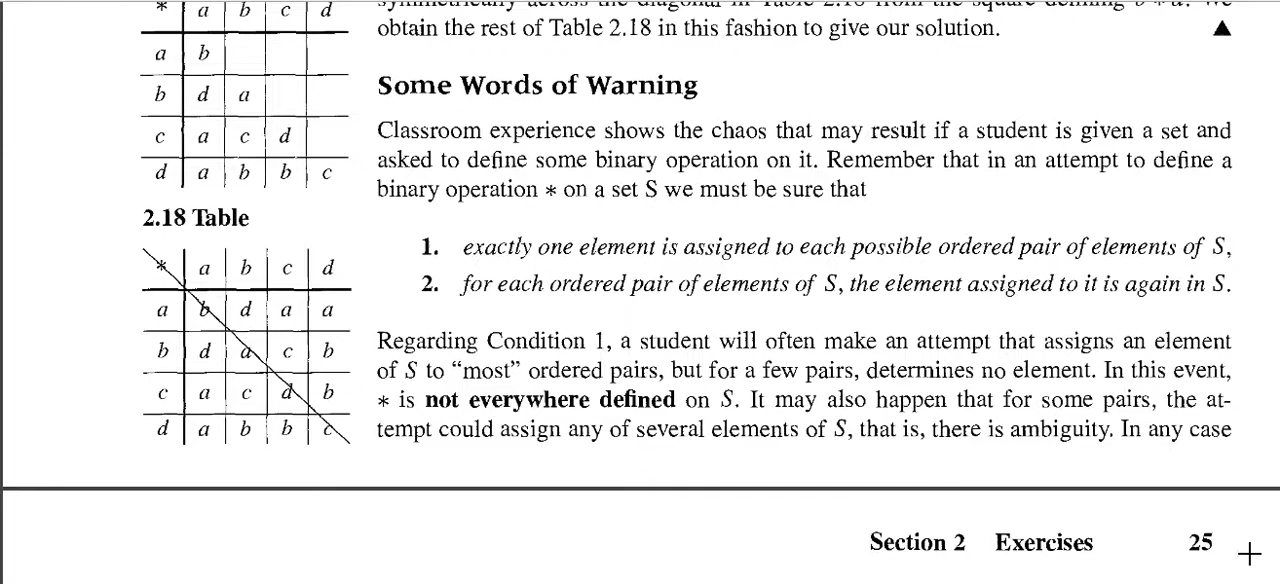 * a b c d
a b
b d a
c a c d
d a b b c
2.18 Table
* a b c d
a b d a a
b d a c b
c a c d b
d a b b c
obtain the rest of Table 2.18 in this fashion to give our solution. ▲
Some Words of Warning
Classroom experience shows the chaos that may result if a student is given a set and
asked to define some binary operation on it. Remember that in an attempt to define a
binary operation * on a set S we must be sure that
1. exactly one element is assigned to each possible ordered pair of elements of S,
2. for each ordered pair of elements of S, the element assigned to it is again in S.
Regarding Condition 1, a student will often make an attempt that assigns an element
of S to “most” ordered pairs, but for a few pairs, determines no element. In this event,
* is not everywhere defined on S. It may also happen that for some pairs, the at-
tempt could assign any of several elements of S, that is, there is ambiguity. In any case
Section 2 Exercises 25